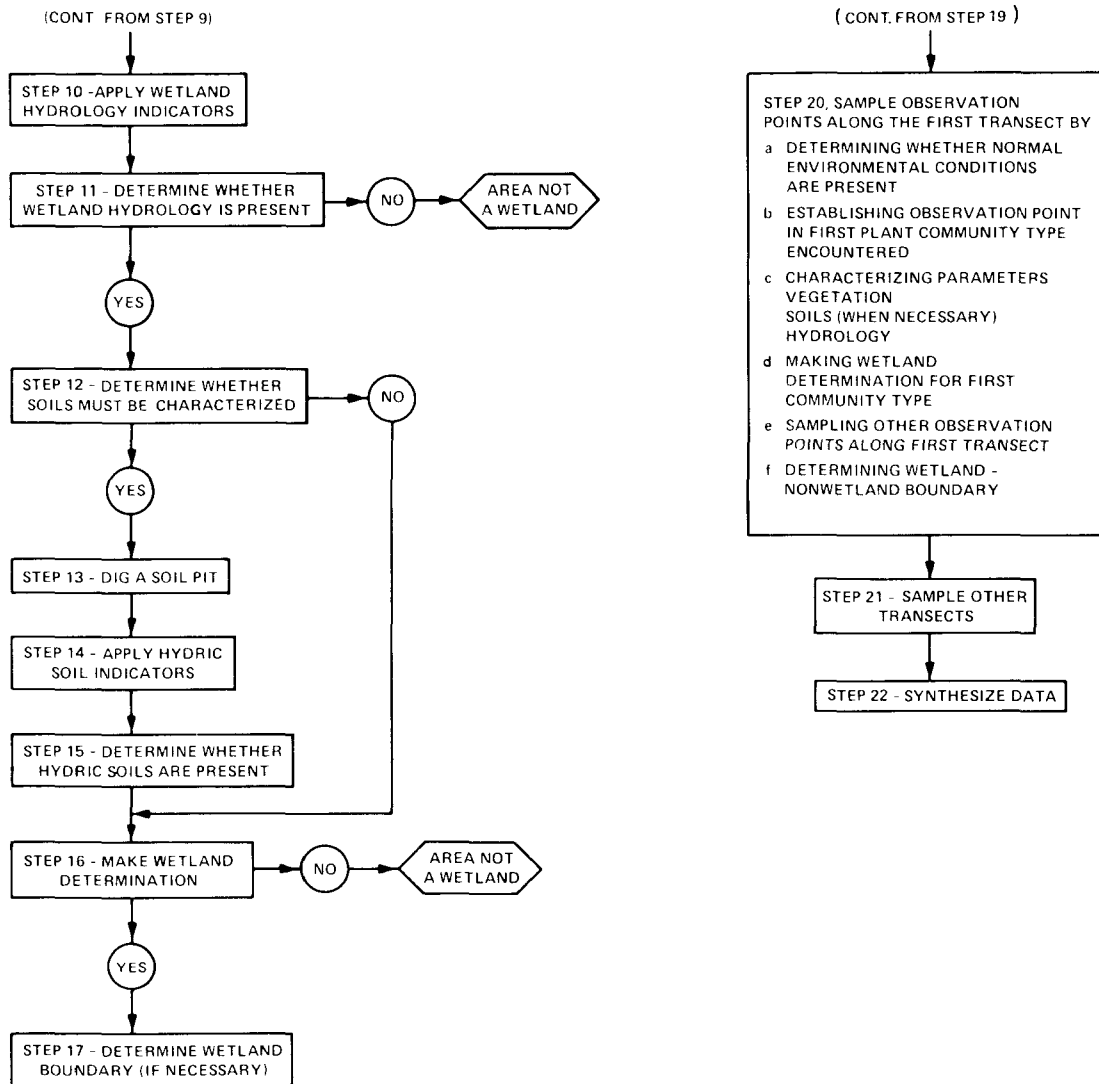 (CONT FROM STEP 9)
STEP 10 - APPLY WETLAND
HYDROLOGY INDICATORS
STEP 11 - DETERMINE WHETHER
WETLAND HYDROLOGY IS PRESENT
NO
AREA NOT
A WETLAND
YES
STEP 12 - DETERMINE WHETHER
SOILS MUST BE CHARACTERIZED
NO
YES
STEP 13 - DIG A SOIL PIT
STEP 14 - APPLY HYDRIC
SOIL INDICATORS
STEP 15 - DETERMINE WHETHER
HYDRIC SOILS ARE PRESENT
STEP 16 - MAKE WETLAND
DETERMINATION
NO
AREA NOT
A WETLAND
YES
STEP 17 - DETERMINE WETLAND
BOUNDARY (IF NECESSARY)
(CONT. FROM STEP 19)
STEP 20, SAMPLE OBSERVATION
POINTS ALONG THE FIRST TRANSECT BY
a DETERMINING WHETHER NORMAL
ENVIRONMENTAL CONDITIONS
ARE PRESENT
b ESTABLISHING OBSERVATION POINT
IN FIRST PLANT COMMUNITY TYPE
ENCOUNTERED
c CHARACTERIZING PARAMETERS
VEGETATION
SOILS (WHEN NECESSARY)
HYDROLOGY
d MAKING WETLAND
DETERMINATION FOR FIRST
COMMUNITY TYPE
e SAMPLING OTHER OBSERVATION
POINTS ALONG FIRST TRANSECT
f DETERMINING WETLAND -
NONWETLAND BOUNDARY
STEP 21 - SAMPLE OTHER
TRANSECTS
STEP 22 - SYNTHESIZE DATA